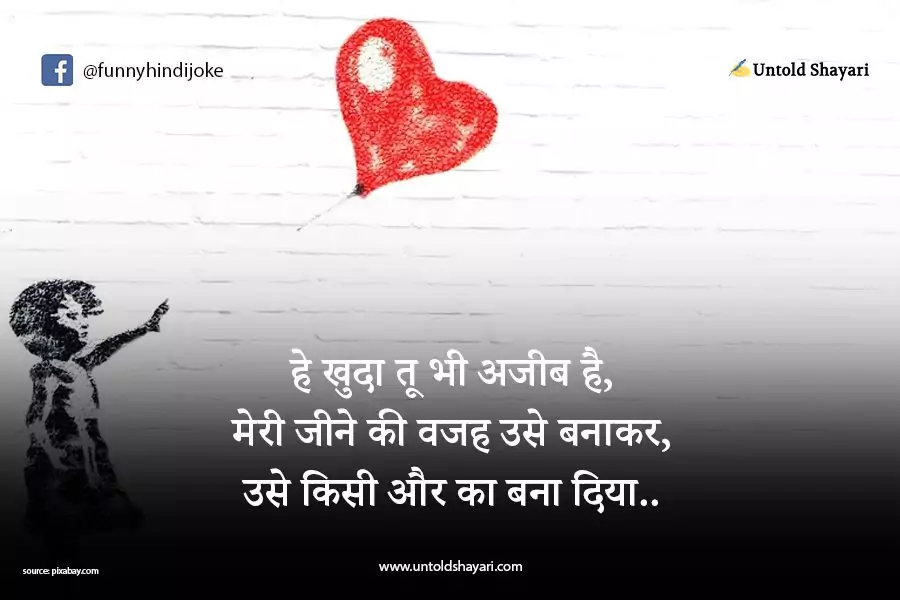 @funnyhindijoke
Untold Shayari
हे खुदा तू भी अजीब है,
मेरी जीने की वजह उसे बनाकर,
उसे किसी और का बना दिया..
www.untoldshayari.com
source: pixabay.com